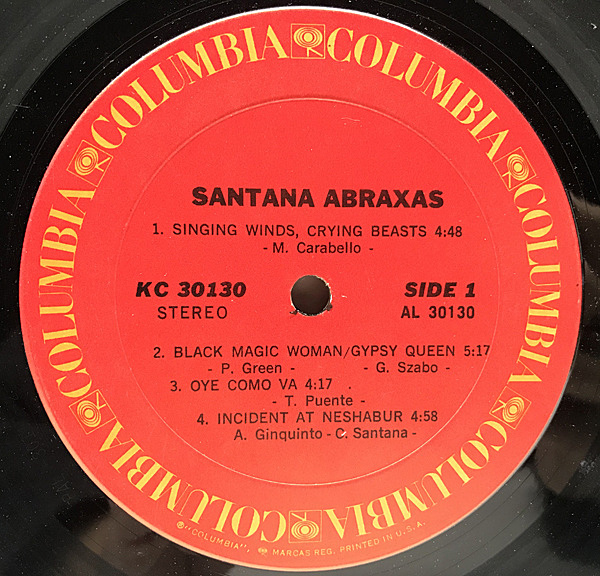 COLUMBIA COLUMBIA COLUMBIA COLUMBIA COLUMBIA COLUMBIA
SANTANA ABRAXAS
1. SINGING WINDS, CRYING BEASTS 4:48
- M. Carabello -
KC 30130 SIDE 1
STEREO AL 30130
2. BLACK MAGIC WOMAN/GYPSY QUEEN 5:17
- P. Green - - G. Szabo -
3. OYE COMO VA 4:17
- T. Puente -
4. INCIDENT AT NESHABUR 4:58
A. Ginquinto - C. Santana -
℗ "COLUMBIA", MARCAS REG. PRINTED IN U.S.A.